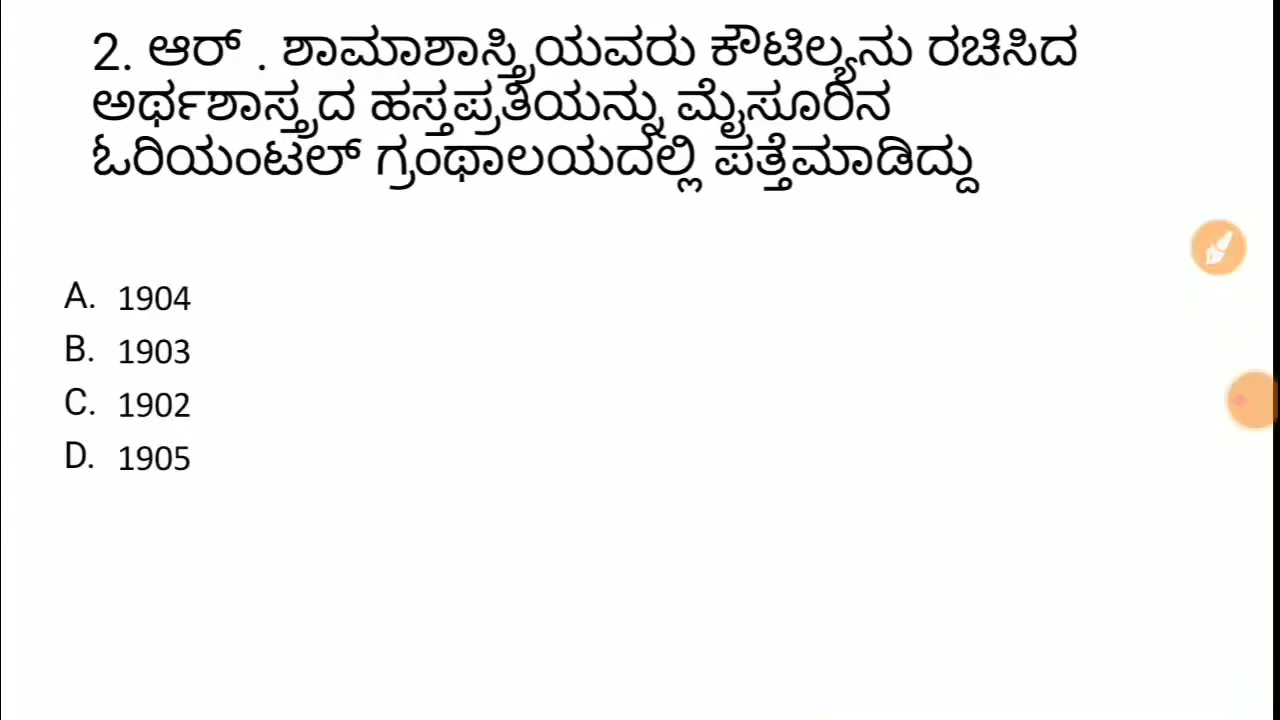 2. ಆರ್ . ಶಾಮಾಶಾಸ್ತ್ರಿಯವರು ಕೌಟಿಲ್ಯನು ರಚಿಸಿದ
ಅರ್ಥಶಾಸ್ತ್ರದ ಹಸ್ತಪ್ರತಿಯನ್ನು ಮೈಸೂರಿನ
ಓರಿಯಂಟಲ್ ಗ್ರಂಥಾಲಯದಲ್ಲಿ ಪತ್ತೆಮಾಡಿದ್ದು
A. 1904
B. 1903
C. 1902
D. 1905